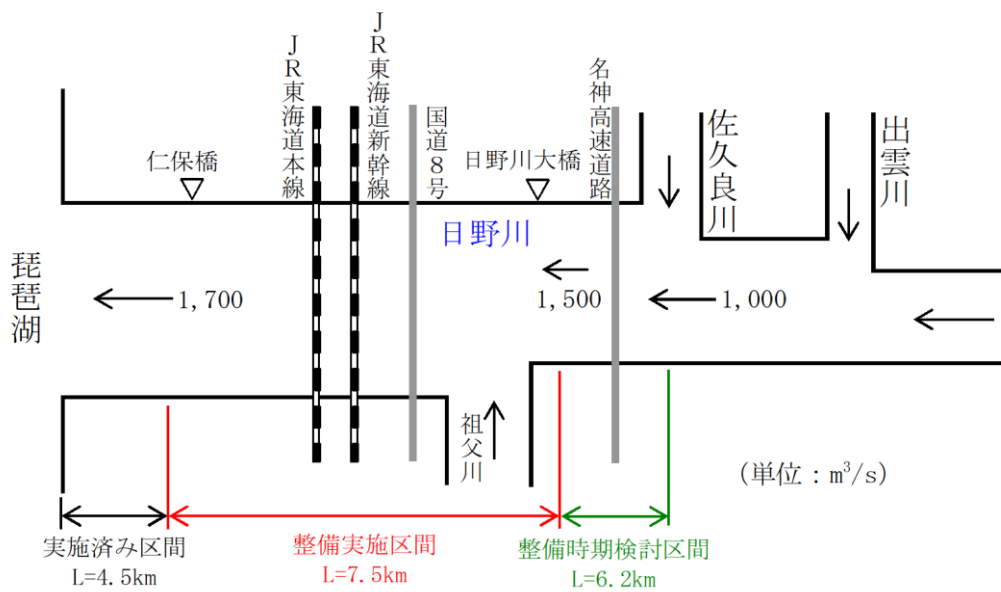 JR東海道本線
JR東海道新幹線
国道8号
名神高速道路
佐久良川
出雲川
仁保橋
日野川大橋
日野川
琵琶湖
1,700
1,500
1,000
祖父川
(単位：m³/s)
実施済み区間
L=4.5km
整備実施区間
L=7.5km
整備時期検討区間
L=6.2km